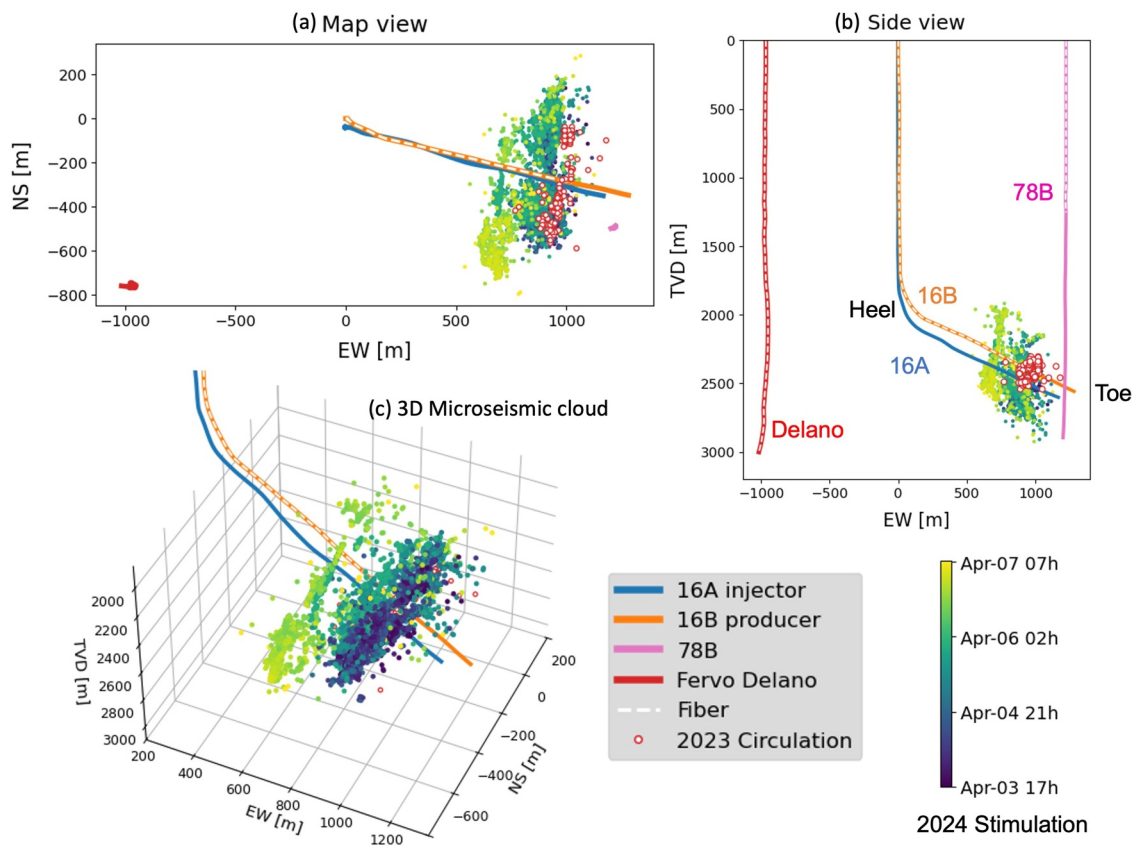 (a) Map view
200
0
−200
−400
−600
−800
NS [m]
−1000
−500
0
500
1000
EW [m]
(b) Side view
0
500
1000
1500
2000
2500
3000
TVD [m]
78B
16B
Heel
16A
Toe
Delano
−1000
−500
0
500
1000
EW [m]
(c) 3D Microseismic cloud
2000
2200
2400
2600
2800
3000
TVD [m]
200
400
600
800
1000
1200
EW [m]
200
0
−200
−400
−600
NS [m]
16A injector
16B producer
78B
Fervo Delano
Fiber
2023 Circulation
Apr-07 07h
Apr-06 02h
Apr-04 21h
Apr-03 17h
2024 Stimulation